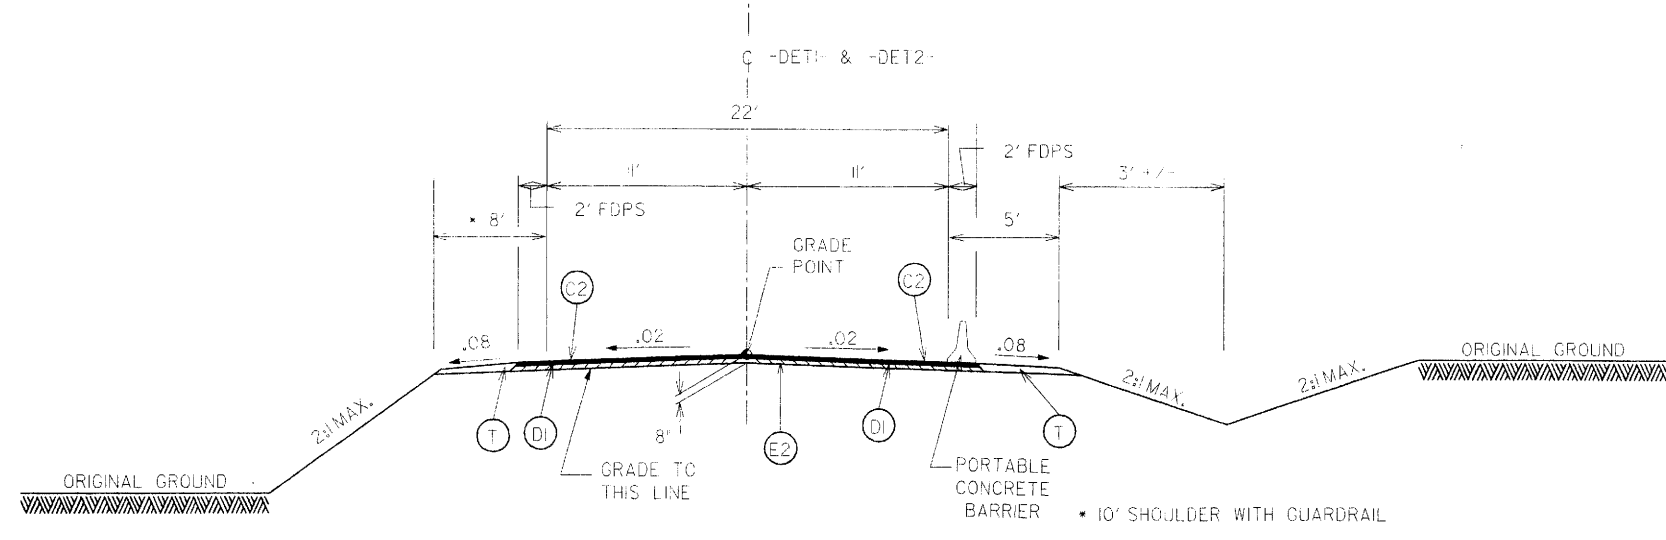 ℄ -DET1- & -DET2-
22'
2' FDPS
11'
11'
3' +/-
2' FDPS
* 8'
5'
GRADE
POINT
C2
C2
.08
.02
.02
.08
ORIGINAL GROUND
2:1 MAX.
2:1 MAX.
2:1 MAX.
T
D1
8"
E2
D1
T
GRADE TO
THIS LINE
PORTABLE
CONCRETE
BARRIER
ORIGINAL GROUND
* 10' SHOULDER WITH GUARDRAIL